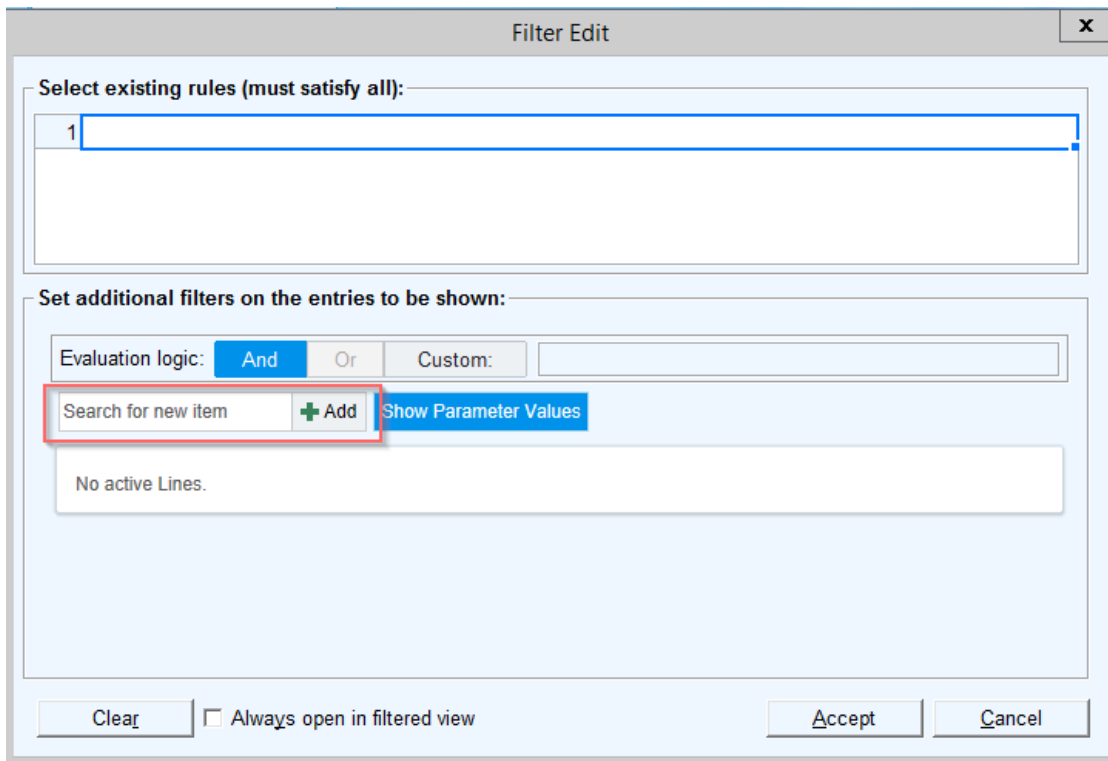 Filter Edit x
Select existing rules (must satisfy all):
1
Set additional filters on the entries to be shown:
Evaluation logic: And Or Custom:
Search for new item Add Show Parameter Values
No active Lines.
Clear Always open in filtered view Accept Cancel